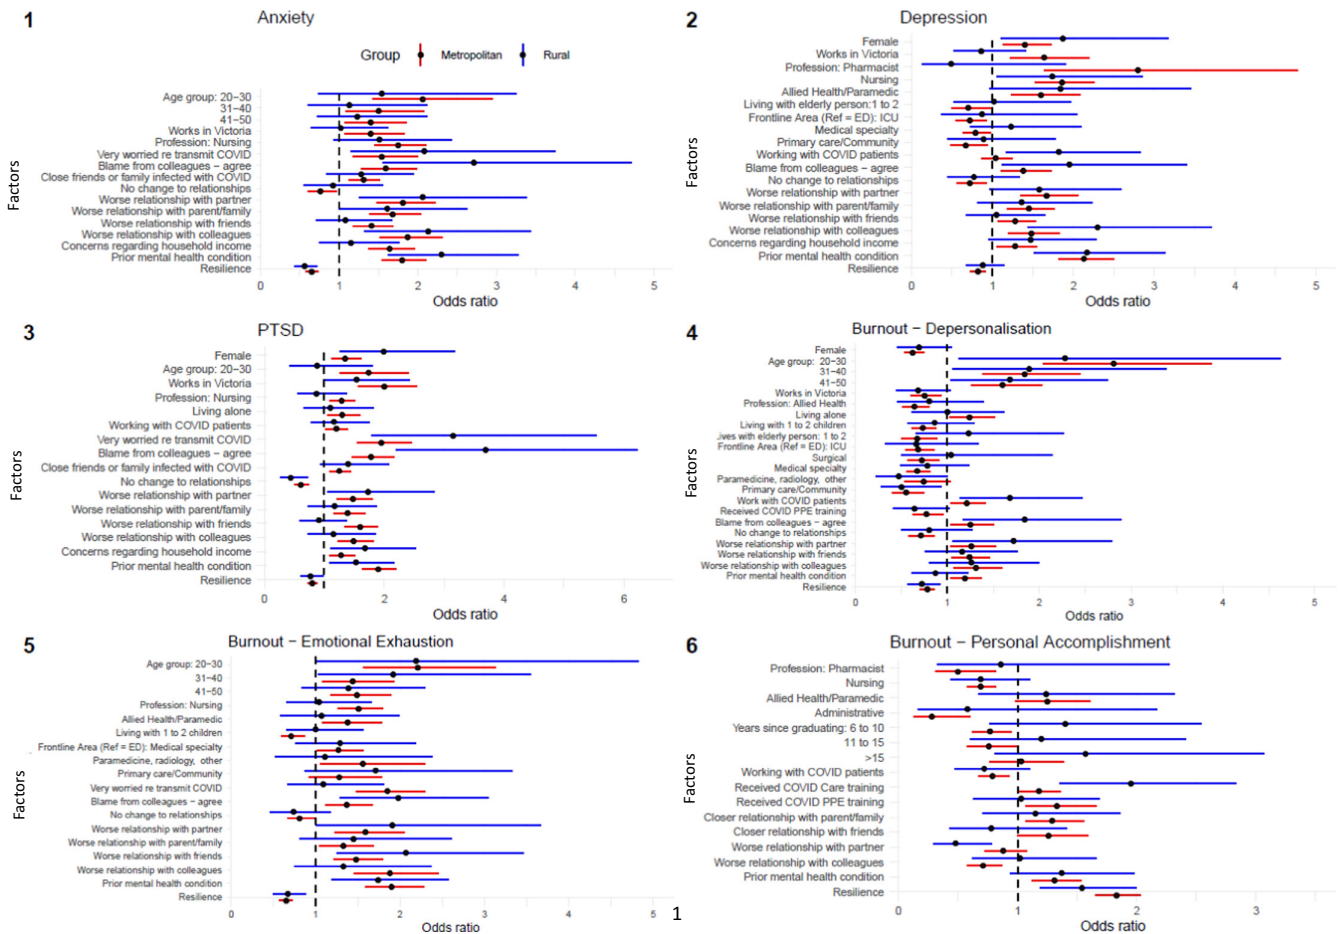 1
Anxiety
Group Metropolitan Rural
Age group: 20−30
31−40
41−50
Works in Victoria
Profession: Nursing
Very worried re transmit COVID
Blame from colleagues − agree
Close friends or family infected with COVID
No change to relationships
Worse relationship with partner
Worse relationship with parent/family
Worse relationship with friends
Worse relationship with colleagues
Concerns regarding household income
Prior mental health condition
Resilience
Factors
0 1 2 3 4 5
Odds ratio
2
Depression
Female
Works in Victoria
Profession: Pharmacist
Nursing
Allied Health/Paramedic
Living with elderly person:1 to 2
Frontline Area (Ref = ED): ICU
Medical specialty
Primary care/Community
Working with COVID patients
Blame from colleagues − agree
No change to relationships
Worse relationship with partner
Worse relationship with parent/family
Worse relationship with friends
Worse relationship with colleagues
Concerns regarding household income
Prior mental health condition
Resilience
Factors
0 1 2 3 4 5
Odds ratio
3
PTSD
Female
Age group: 20−30
Works in Victoria
Profession: Nursing
Living alone
Working with COVID patients
Very worried re transmit COVID
Blame from colleagues − agree
Close friends or family infected with COVID
No change to relationships
Worse relationship with partner
Worse relationship with parent/family
Worse relationship with friends
Worse relationship with colleagues
Concerns regarding household income
Prior mental health condition
Resilience
Factors
0 2 4 6
Odds ratio
4
Burnout − Depersonalisation
Female
Age group: 20−30
31−40
41−50
Works in Victoria
Profession: Allied Health
Living alone
Living with 1 to 2 children
ives with elderly person: 1 to 2
Frontline Area (Ref = ED): ICU
Surgical
Medical specialty
Paramedicine, radiology, other
Primary care/Community
Work with COVID patients
Received COVID PPE training
Blame from colleagues − agree
No change to relationships
Worse relationship with partner
Worse relationship with friends
Worse relationship with colleagues
Prior mental health condition
Resilience
Factors
0 1 2 3 4 5
Odds ratio
5
Burnout − Emotional Exhaustion
Age group: 20−30
31−40
41−50
Profession: Nursing
Allied Health/Paramedic
Living with 1 to 2 children
Frontline Area (Ref = ED): Medical specialty
Paramedicine, radiology, other
Primary care/Community
Very worried re transmit COVID
Blame from colleagues − agree
No change to relationships
Worse relationship with partner
Worse relationship with parent/family
Worse relationship with friends
Worse relationship with colleagues
Prior mental health condition
Resilience
Factors
0 1 2 3 4 5
Odds ratio
1
6
Burnout − Personal Accomplishment
Profession: Pharmacist
Nursing
Allied Health/Paramedic
Administrative
Years since graduating: 6 to 10
11 to 15
>15
Working with COVID patients
Received COVID Care training
Received COVID PPE training
Closer relationship with parent/family
Closer relationship with friends
Worse relationship with partner
Worse relationship with colleagues
Prior mental health condition
Resilience
Factors
0 1 2 3
Odds ratio